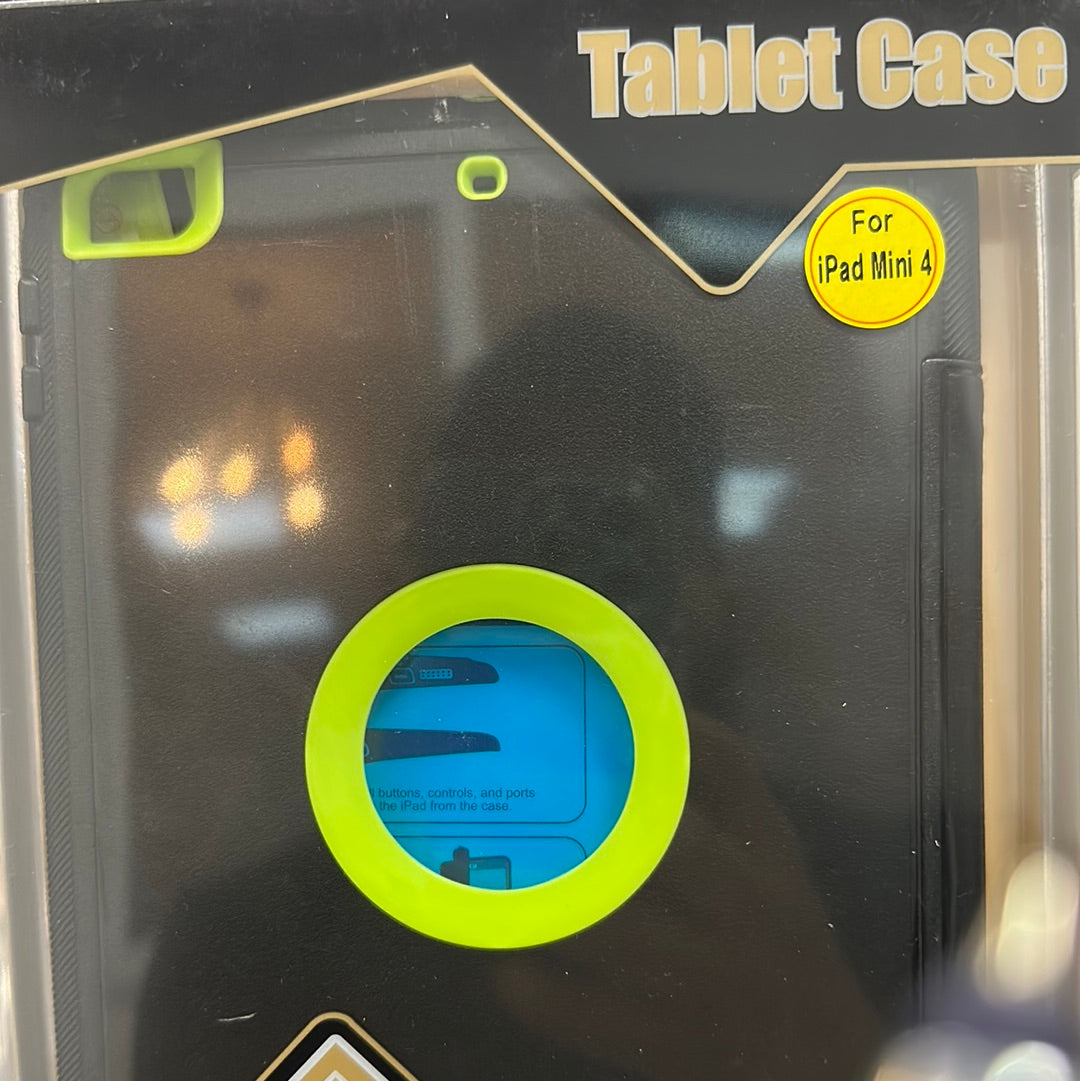 Tablet Case
For
iPad Mini 4
buttons, controls, and ports
the iPad from the case.